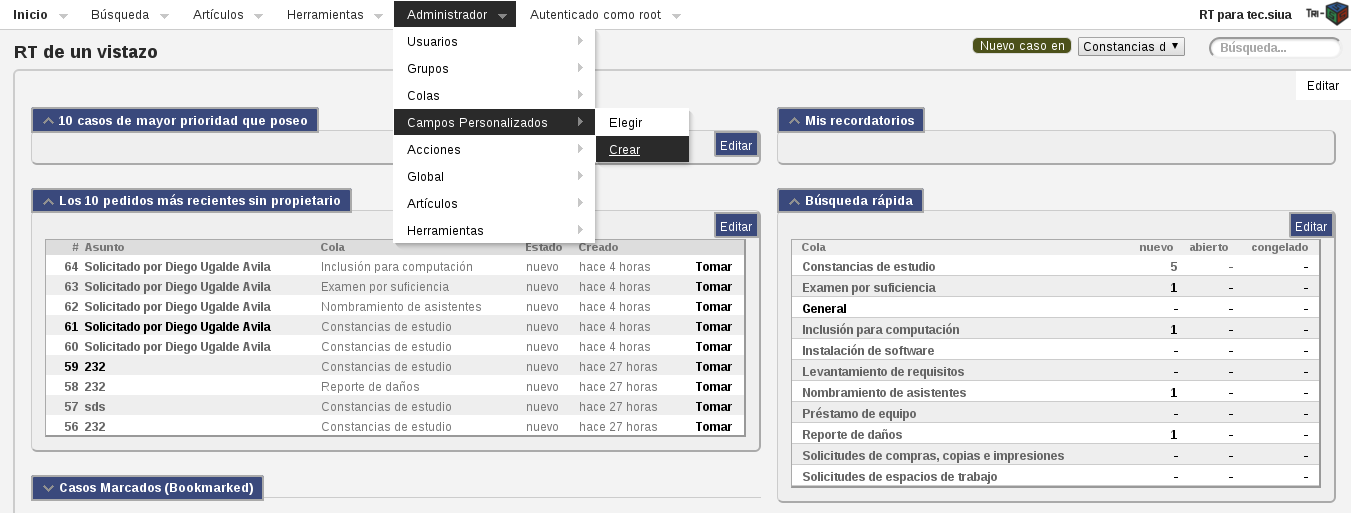 Inicio Búsqueda Artículos Herramientas Administrador Autenticado como root RT para tec.siua TRI-
RT de un vistazo Nuevo caso en Constancias d Búsqueda...
Usuarios
Grupos
Colas
Campos Personalizados
Acciones
Global
Artículos
Herramientas
Elegir
Crear
Editar
10 casos de mayor prioridad que poseo
Editar
Mis recordatorios
Los 10 pedidos más recientes sin propietario
Editar
# Asunto Cola Estado Creado
64 Solicitado por Diego Ugalde Avila Inclusión para computación nuevo hace 4 horas Tomar
63 Solicitado por Diego Ugalde Avila Examen por suficiencia nuevo hace 4 horas Tomar
62 Solicitado por Diego Ugalde Avila Nombramiento de asistentes nuevo hace 4 horas Tomar
61 Solicitado por Diego Ugalde Avila Constancias de estudio nuevo hace 4 horas Tomar
60 Solicitado por Diego Ugalde Avila Constancias de estudio nuevo hace 4 horas Tomar
59 232 Constancias de estudio nuevo hace 27 horas Tomar
58 232 Reporte de daños nuevo hace 27 horas Tomar
57 sds Constancias de estudio nuevo hace 27 horas Tomar
56 232 Constancias de estudio nuevo hace 27 horas Tomar
Casos Marcados (Bookmarked)
Búsqueda rápida
Editar
Cola nuevo abierto congelado
Constancias de estudio 5 - -
Examen por suficiencia 1 - -
General - - -
Inclusión para computación 1 - -
Instalación de software - - -
Levantamiento de requisitos - - -
Nombramiento de asistentes 1 - -
Préstamo de equipo - - -
Reporte de daños 1 - -
Solicitudes de compras, copias e impresiones - - -
Solicitudes de espacios de trabajo - - -